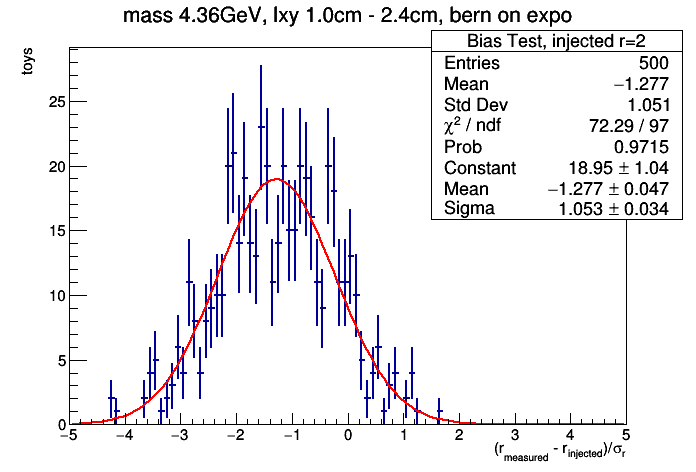 mass 4.36GeV, lxy 1.0cm - 2.4cm, bern on expo
Bias Test, injected r=2
Entries 500
Mean −1.277
Std Dev 1.051
χ² / ndf 72.29 / 97
Prob 0.9715
Constant 18.95 ± 1.04
Mean −1.277 ± 0.047
Sigma 1.053 ± 0.034
toys
25
20
15
10
5
0
−5 −4 −3 −2 −1 0 1 2 3 4 5
(r_measured - r_injected)/σ_r